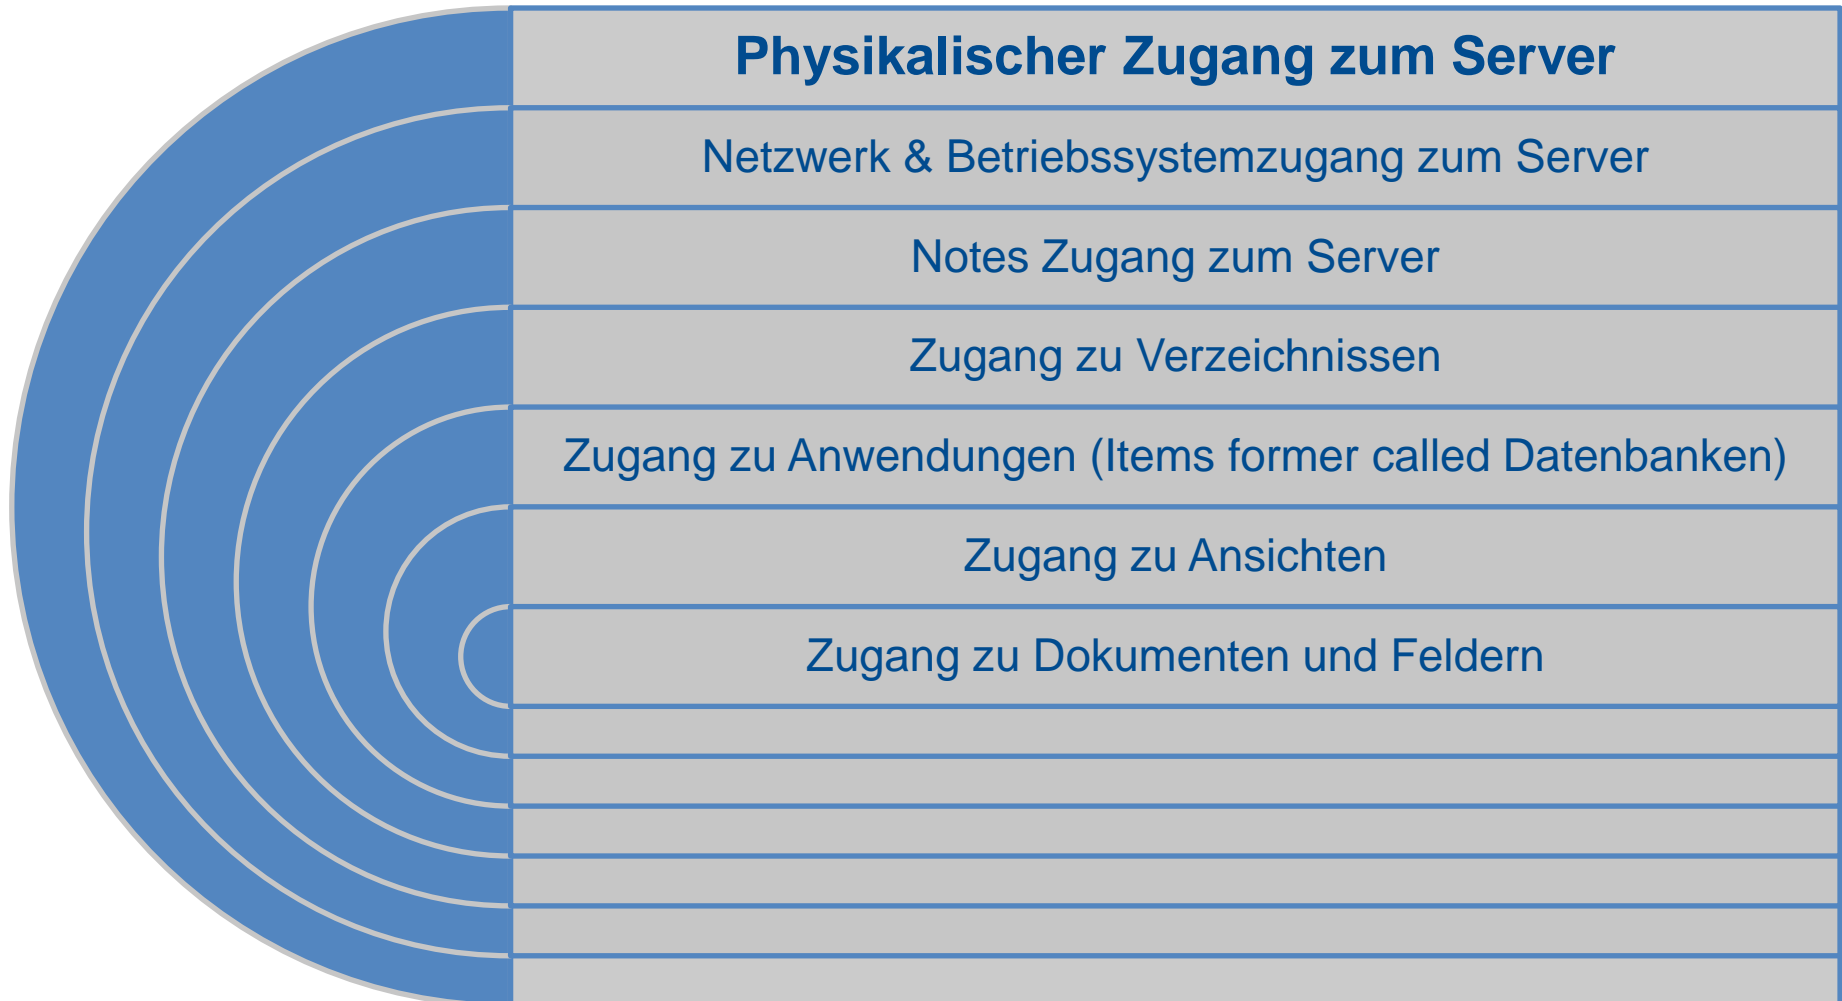 Physikalischer Zugang zum Server
Netzwerk & Betriebssystemzugang zum Server
Notes Zugang zum Server
Zugang zu Verzeichnissen
Zugang zu Anwendungen (Items former called Datenbanken)
Zugang zu Ansichten
Zugang zu Dokumenten und Feldern